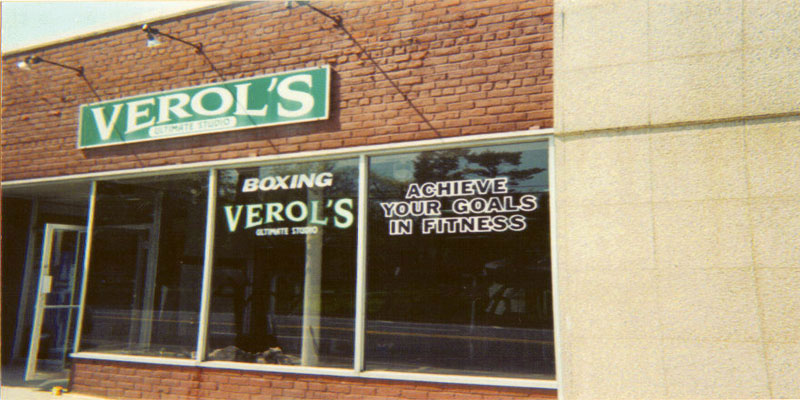 VEROL'S
ULTIMATE STUDIO
BOXING
VEROL'S
ULTIMATE STUDIO
ACHIEVE
YOUR GOALS
IN FITNESS